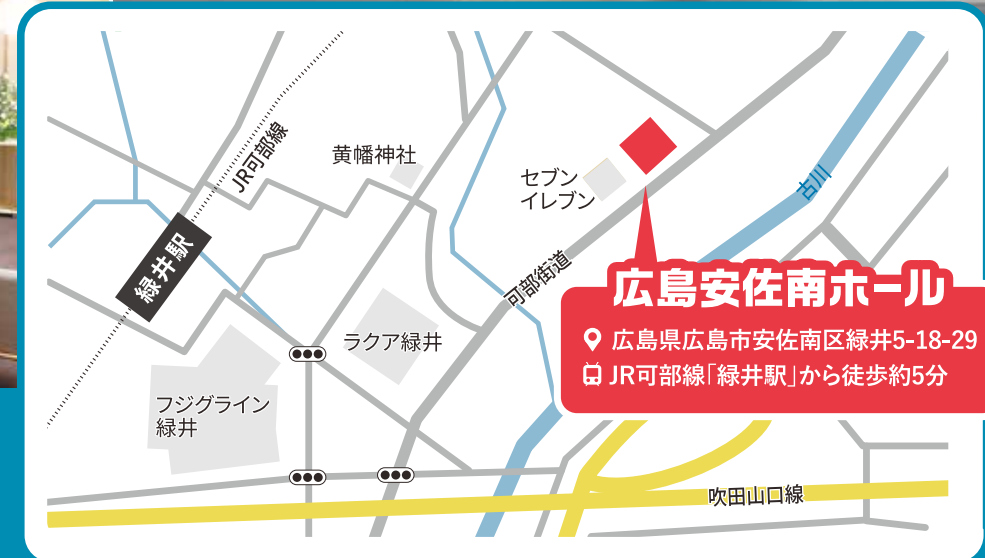 JR可部線
黄幡神社
セブン
イレブン
古川
緑井駅
可部街道
広島安佐南ホール
広島県広島市安佐南区緑井5-18-29
JR可部線「緑井駅」から徒歩約5分
ラクア緑井
フジグライン
緑井
吹田山口線